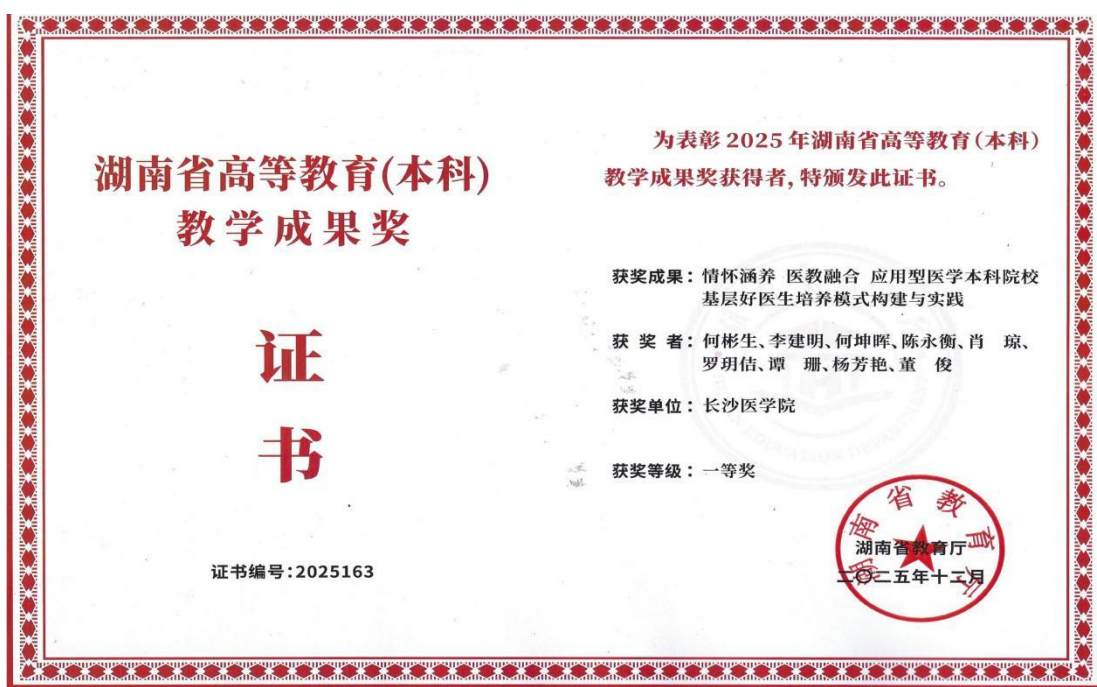 湖南省高等教育(本科)
教学成果奖
证
书
证书编号:2025163
为表彰 2025 年湖南省高等教育(本科)
教学成果奖获得者,特颁发此证书。
获奖成果：情怀涵养 医教融合 应用型医学本科院校
基层好医生培养模式构建与实践
获 奖 者：何彬生、李建明、何坤晖、陈永衡、肖 琼、
罗玥佶、谭 珊、杨芳艳、董 俊
获奖单位：长沙医学院
获奖等级：一等奖
湖南省教育厅
湖南省教育厅
二〇二五年十二月